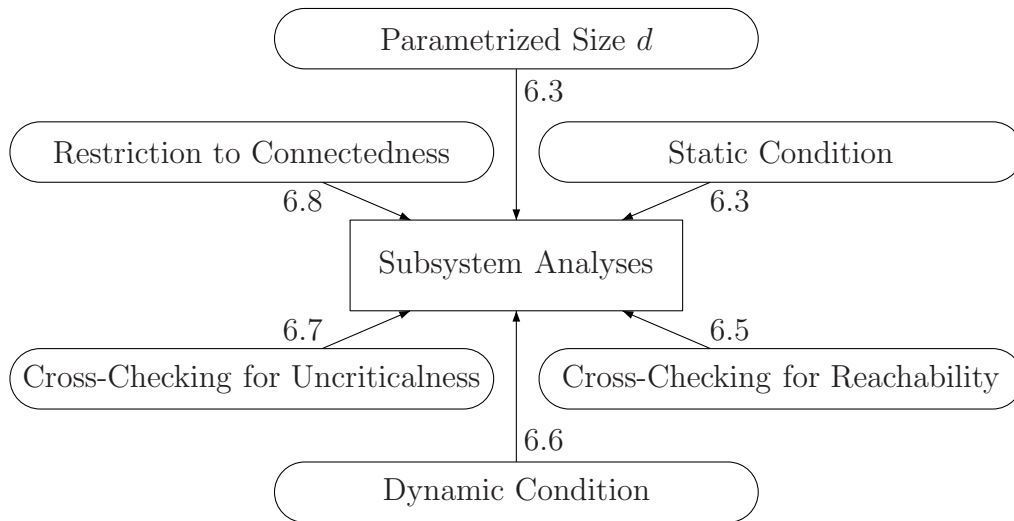 Parametrized Size d
6.3
Restriction to Connectedness
Static Condition
6.8
6.3
Subsystem Analyses
6.7
6.5
Cross-Checking for Uncriticalness
Cross-Checking for Reachability
6.6
Dynamic Condition